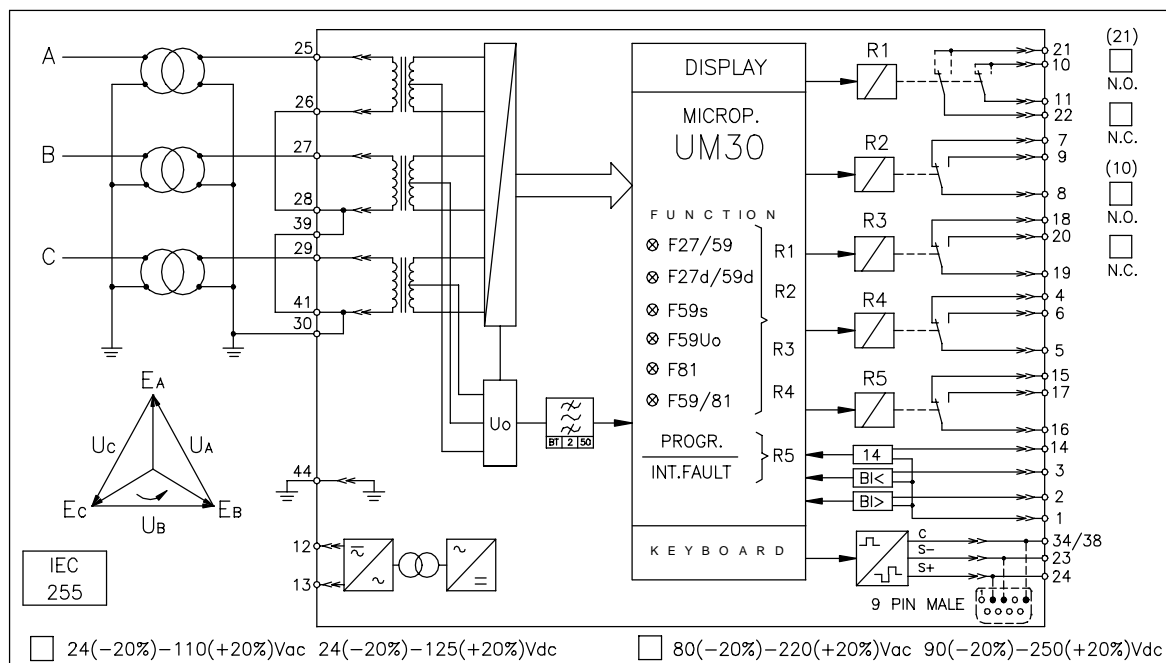 A
B
C
25
26
27
28
39
29
41
30
44
12
13
EA
UC
UA
EC
UB
EB
IEC
255
Uo
BT 2 50
DISPLAY
MICROP.
UM30
FUNCTION
F27/59
F27d/59d
F59s
F59Uo
F81
F59/81
R1
R2
R3
R4
PROGR.
INT.FAULT
R5
KEYBOARD
R1
R2
R3
R4
R5
14
BI<
BI>
C
S-
S+
9 PIN MALE
21
10
11
22
7
9
8
18
20
19
4
6
5
15
17
16
14
3
2
1
34/38
23
24
(21)
N.O.
N.C.
(10)
N.O.
N.C.
24(-20%)-110(+20%)Vac 24(-20%)-125(+20%)Vdc
80(-20%)-220(+20%)Vac 90(-20%)-250(+20%)Vdc